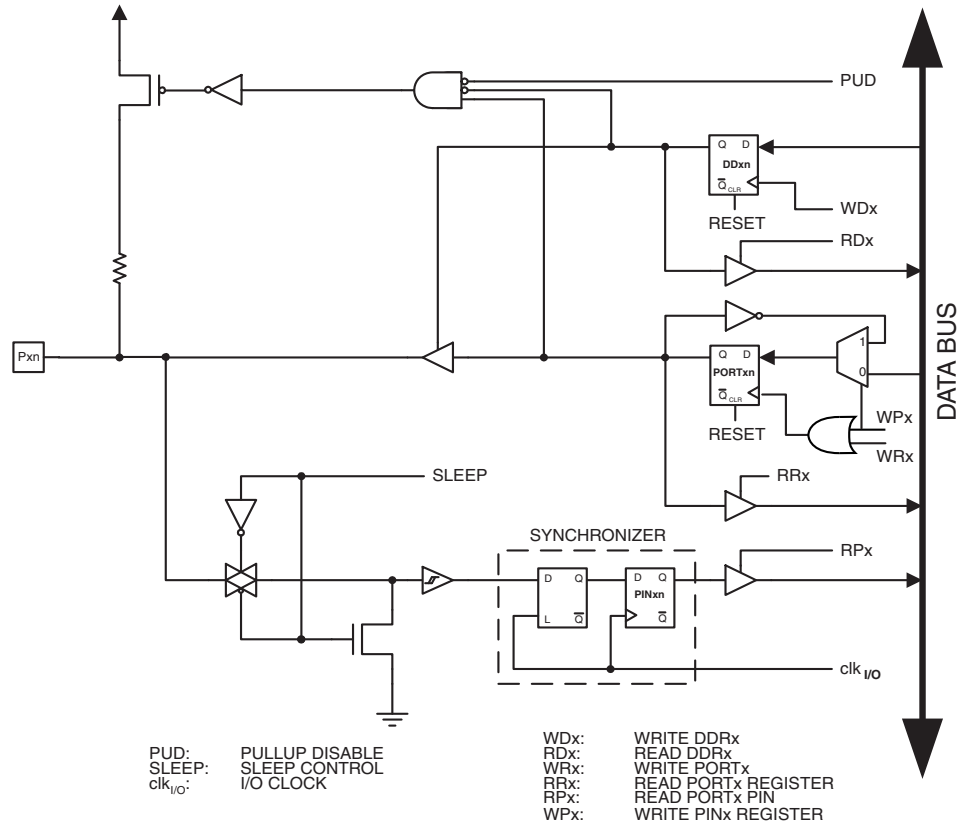 PUD
Q D
DDxn
Q CLR
WDx
RESET
RDx
DATA BUS
Pxn
1
Q D
PORTxn
0
Q CLR
WPx
RESET
WRx
SLEEP
RRx
SYNCHRONIZER
RPx
D Q
L Q
D Q
PINxn
Q
clk I/O
PUD: PULLUP DISABLE
SLEEP: SLEEP CONTROL
clkI/O: I/O CLOCK
WDx: WRITE DDRx
RDx: READ DDRx
WRx: WRITE PORTx
RRx: READ PORTx REGISTER
RPx: READ PORTx PIN
WPx: WRITE PINx REGISTER